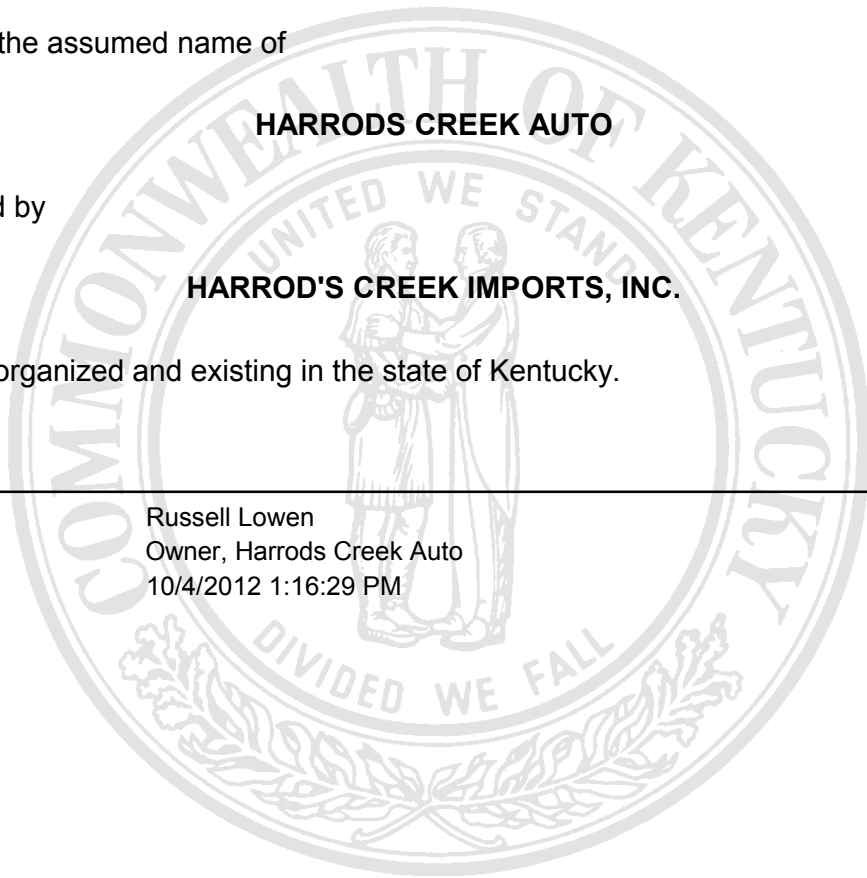 the assumed name of
HARRODS CREEK AUTO
d by
HARROD'S CREEK IMPORTS, INC.
organized and existing in the state of Kentucky.
Russell Lowen
Owner, Harrods Creek Auto
10/4/2012 1:16:29 PM
COMMONWEALTH OF KENTUCKY
UNITED WE STAND
DIVIDED WE FALL